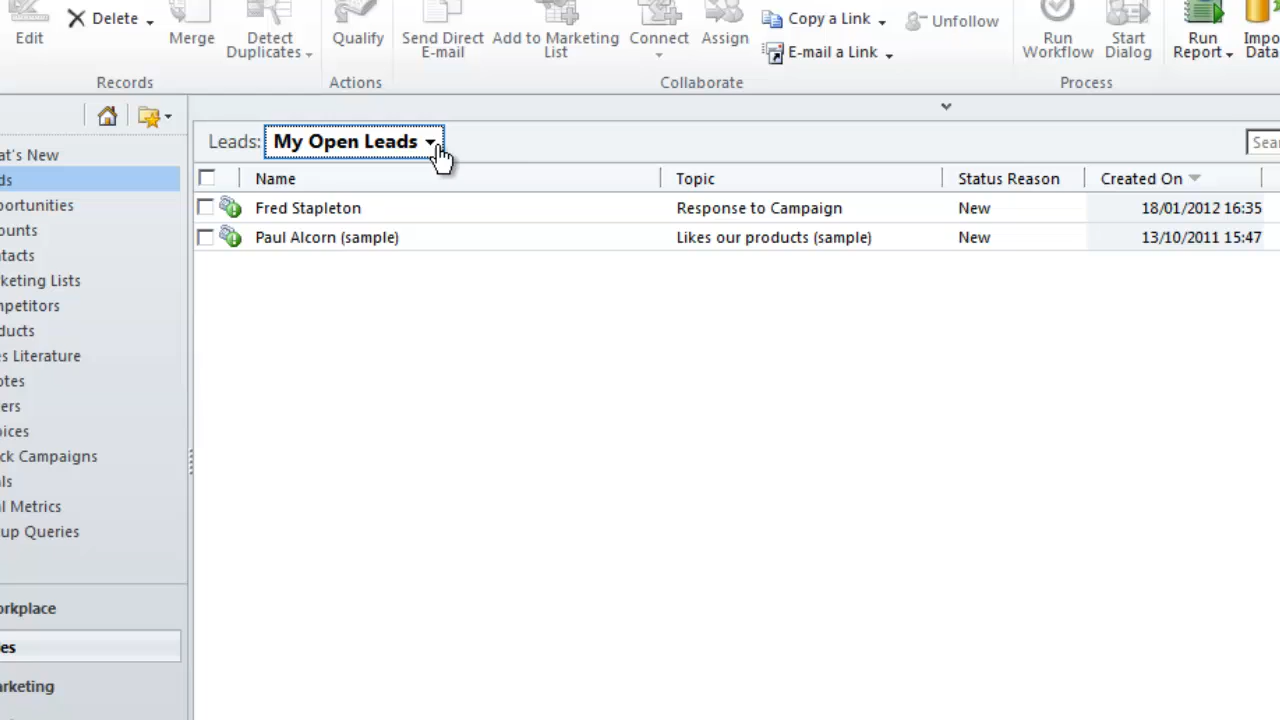 Edit
Delete
Merge
Detect
Duplicates
Records
Qualify
Actions
Send Direct
E-mail
Add to Marketing
List
Connect
Assign
Copy a Link
E-mail a Link
Unfollow
Collaborate
Run
Workflow
Start
Dialog
Process
Run
Report
Impo
Data
at's New
ds
portunities
ounts
tacts
keting Lists
npetitors
ducts
es Literature
otes
ers
oices
ck Campaigns
ls
l Metrics
up Queries
orkplace
es
arketing
Leads: My Open Leads
Sear
Name Topic Status Reason Created On
Fred Stapleton Response to Campaign New 18/01/2012 16:35
Paul Alcorn (sample) Likes our products (sample) New 13/10/2011 15:47